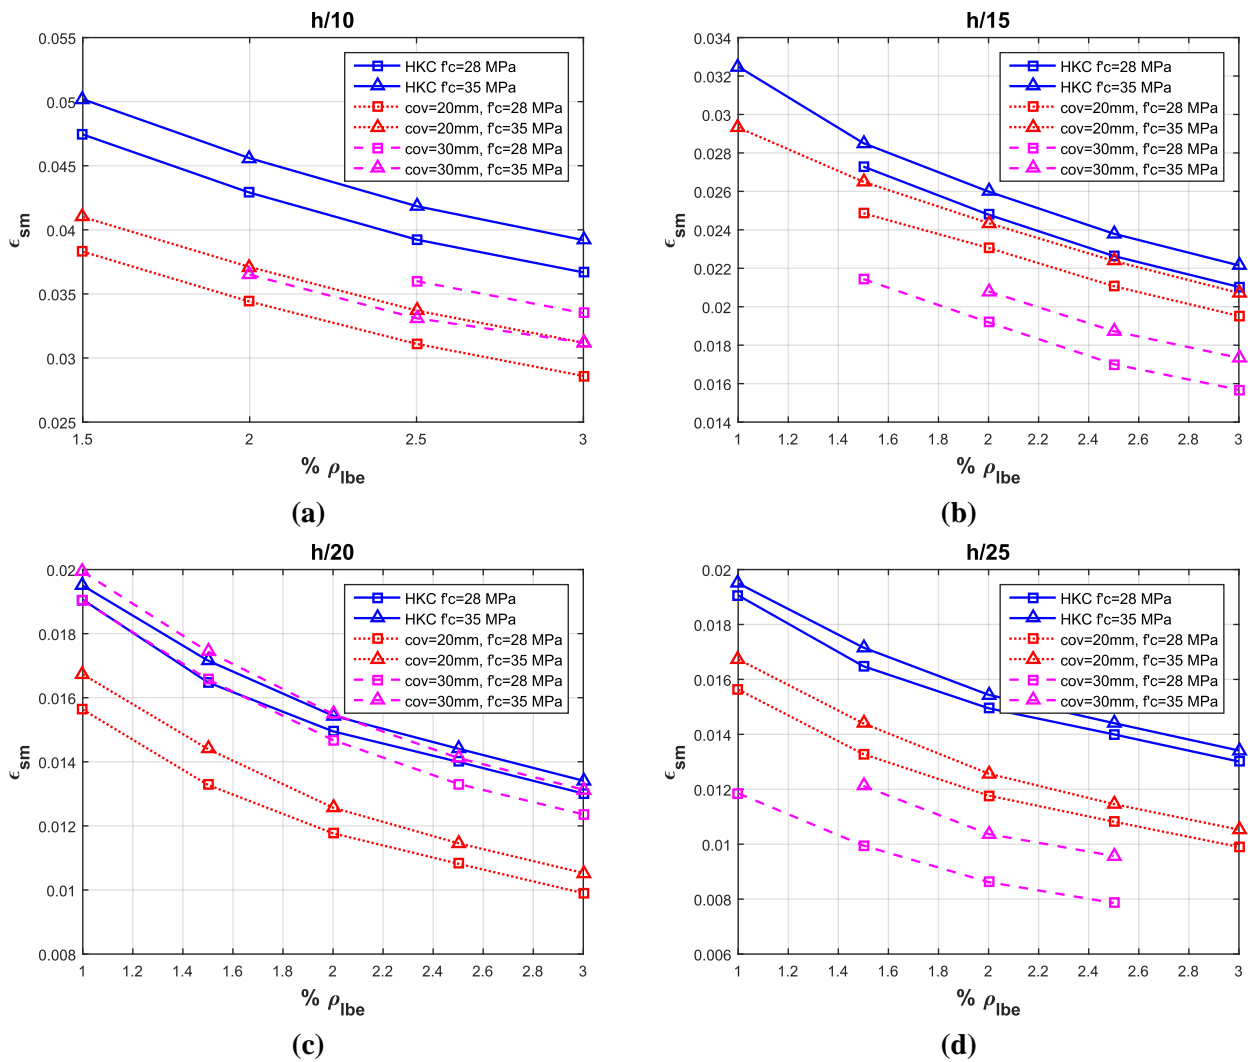 h/10
0.055
0.05
0.045
0.04
0.035
0.03
0.025
ϵsm
HKC f'c=28 MPa
HKC f'c=35 MPa
cov=20mm, f'c=28 MPa
cov=20mm, f'c=35 MPa
cov=30mm, f'c=28 MPa
cov=30mm, f'c=35 MPa
1.5 2 2.5 3
% ρlbe
(a)
h/15
0.034
0.032
0.03
0.028
0.026
0.024
0.022
0.02
0.018
0.016
0.014
ϵsm
HKC f'c=28 MPa
HKC f'c=35 MPa
cov=20mm, f'c=28 MPa
cov=20mm, f'c=35 MPa
cov=30mm, f'c=28 MPa
cov=30mm, f'c=35 MPa
1 1.2 1.4 1.6 1.8 2 2.2 2.4 2.6 2.8 3
% ρlbe
(b)
h/20
0.02
0.018
0.016
0.014
0.012
0.01
0.008
ϵsm
HKC f'c=28 MPa
HKC f'c=35 MPa
cov=20mm, f'c=28 MPa
cov=20mm, f'c=35 MPa
cov=30mm, f'c=28 MPa
cov=30mm, f'c=35 MPa
1 1.2 1.4 1.6 1.8 2 2.2 2.4 2.6 2.8 3
% ρlbe
(c)
h/25
0.02
0.018
0.016
0.014
0.012
0.01
0.008
0.006
ϵsm
HKC f'c=28 MPa
HKC f'c=35 MPa
cov=20mm, f'c=28 MPa
cov=20mm, f'c=35 MPa
cov=30mm, f'c=28 MPa
cov=30mm, f'c=35 MPa
1 1.2 1.4 1.6 1.8 2 2.2 2.4 2.6 2.8 3
% ρlbe
(d)